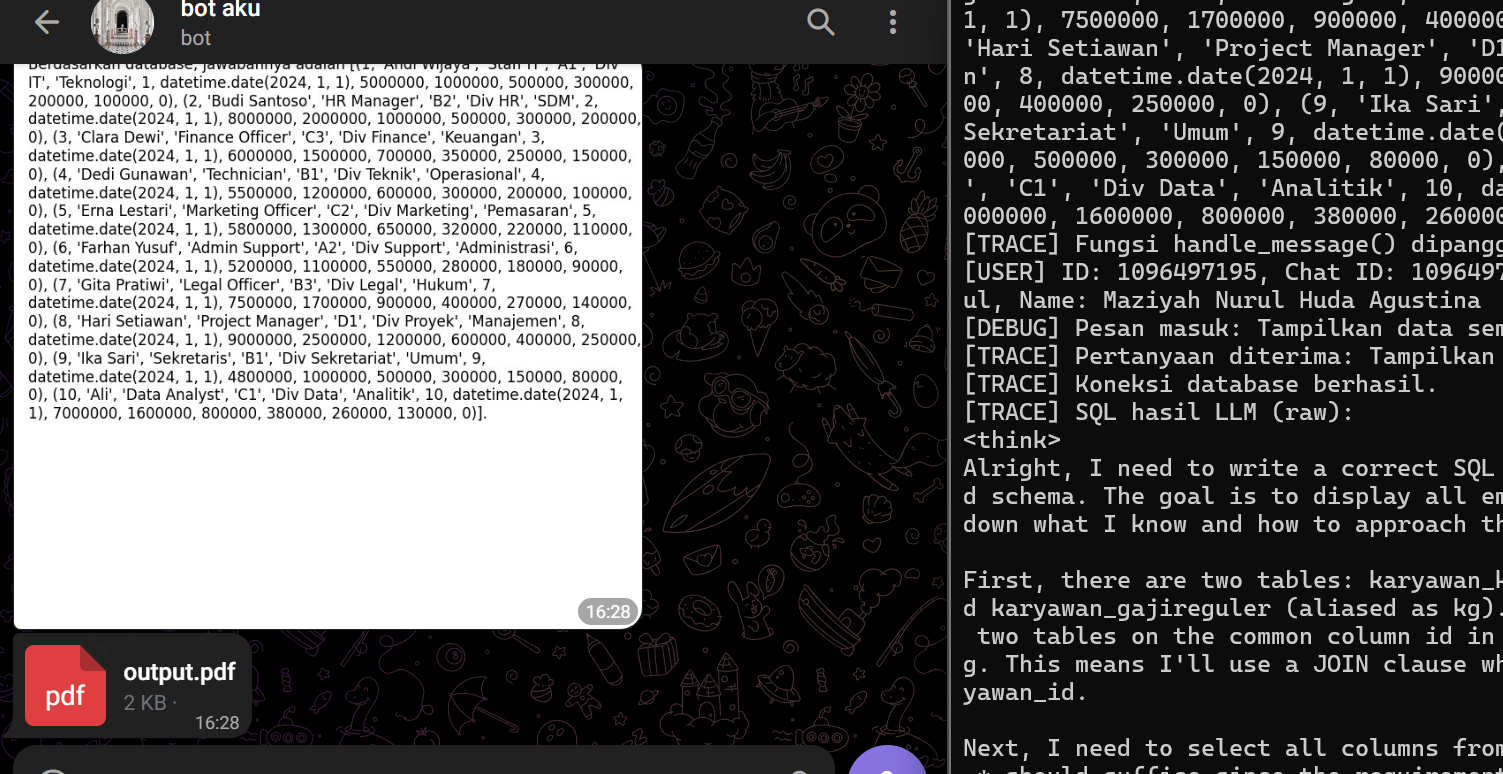 bot aku
bot
Berdasarkan database, jawabannya adalah [(1, 'Andi Wijaya', 'Staff IT', 'A1', 'Div
IT', 'Teknologi', 1, datetime.date(2024, 1, 1), 5000000, 1000000, 500000, 300000,
200000, 100000, 0), (2, 'Budi Santoso', 'HR Manager', 'B2', 'Div HR', 'SDM', 2,
datetime.date(2024, 1, 1), 8000000, 2000000, 1000000, 500000, 300000, 200000,
0), (3, 'Clara Dewi', 'Finance Officer', 'C3', 'Div Finance', 'Keuangan', 3,
datetime.date(2024, 1, 1), 6000000, 1500000, 700000, 350000, 250000, 150000,
0), (4, 'Dedi Gunawan', 'Technician', 'B1', 'Div Teknik', 'Operasional', 4,
datetime.date(2024, 1, 1), 5500000, 1200000, 600000, 300000, 200000, 100000,
0), (5, 'Erna Lestari', 'Marketing Officer', 'C2', 'Div Marketing', 'Pemasaran', 5,
datetime.date(2024, 1, 1), 5800000, 1300000, 650000, 320000, 220000, 110000,
0), (6, 'Farhan Yusuf', 'Admin Support', 'A2', 'Div Support', 'Administrasi', 6,
datetime.date(2024, 1, 1), 5200000, 1100000, 550000, 280000, 180000, 90000,
0), (7, 'Gita Pratiwi', 'Legal Officer', 'B3', 'Div Legal', 'Hukum', 7,
datetime.date(2024, 1, 1), 7500000, 1700000, 900000, 400000, 270000, 140000,
0), (8, 'Hari Setiawan', 'Project Manager', 'D1', 'Div Proyek', 'Manajemen', 8,
datetime.date(2024, 1, 1), 9000000, 2500000, 1200000, 600000, 400000, 250000,
0), (9, 'Ika Sari', 'Sekretaris', 'B1', 'Div Sekretariat', 'Umum', 9,
datetime.date(2024, 1, 1), 4800000, 1000000, 500000, 300000, 150000, 80000,
0), (10, 'Ali', 'Data Analyst', 'C1', 'Div Data', 'Analitik', 10, datetime.date(2024, 1,
1), 7000000, 1600000, 800000, 380000, 260000, 130000, 0)].
16:28
pdf
output.pdf
2 KB ·
16:28
1, 1), 7500000, 1700000, 900000, 400000
'Hari Setiawan', 'Project Manager', 'D1
n', 8, datetime.date(2024, 1, 1), 90000
00, 400000, 250000, 0), (9, 'Ika Sari',
Sekretariat', 'Umum', 9, datetime.date(
000, 500000, 300000, 150000, 80000, 0),
', 'C1', 'Div Data', 'Analitik', 10, da
000000, 1600000, 800000, 380000, 260000
[TRACE] Fungsi handle_message() dipangg
[USER] ID: 1096497195, Chat ID: 1096497
ul, Name: Maziyah Nurul Huda Agustina
[DEBUG] Pesan masuk: Tampilkan data sem
[TRACE] Pertanyaan diterima: Tampilkan
[TRACE] Koneksi database berhasil.
[TRACE] SQL hasil LLM (raw):
<think>
Alright, I need to write a correct SQL
d schema. The goal is to display all em
down what I know and how to approach th
First, there are two tables: karyawan_k
d karyawan_gajireguler (aliased as kg).
two tables on the common column id in
g. This means I'll use a JOIN clause wh
yawan_id.
Next, I need to select all columns from
.* should suffice since the requirement